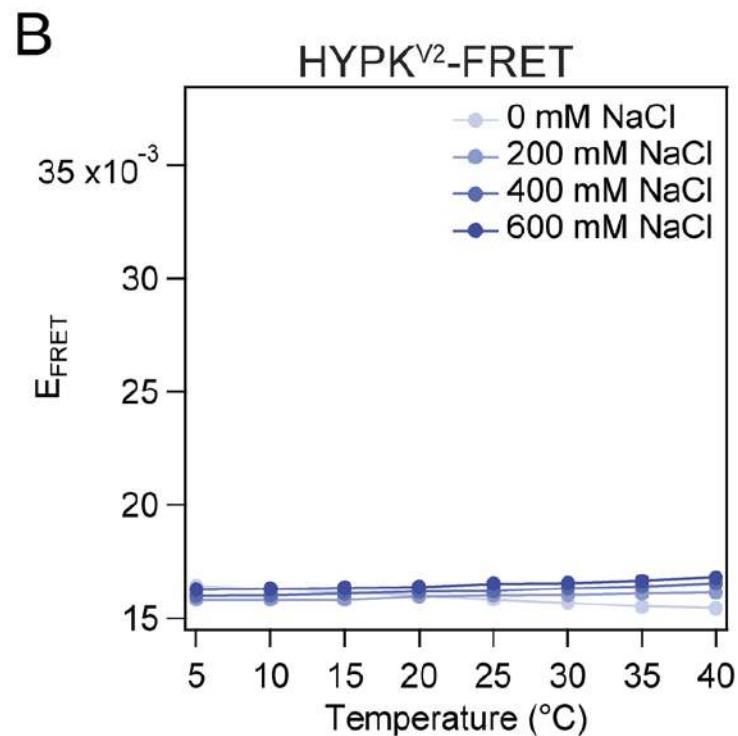 B
HYPKⱽ²-FRET
0 mM NaCl
200 mM NaCl
400 mM NaCl
600 mM NaCl
35 x10⁻³
30
25
20
15
E_FRET
5 10 15 20 25 30 35 40
Temperature (°C)